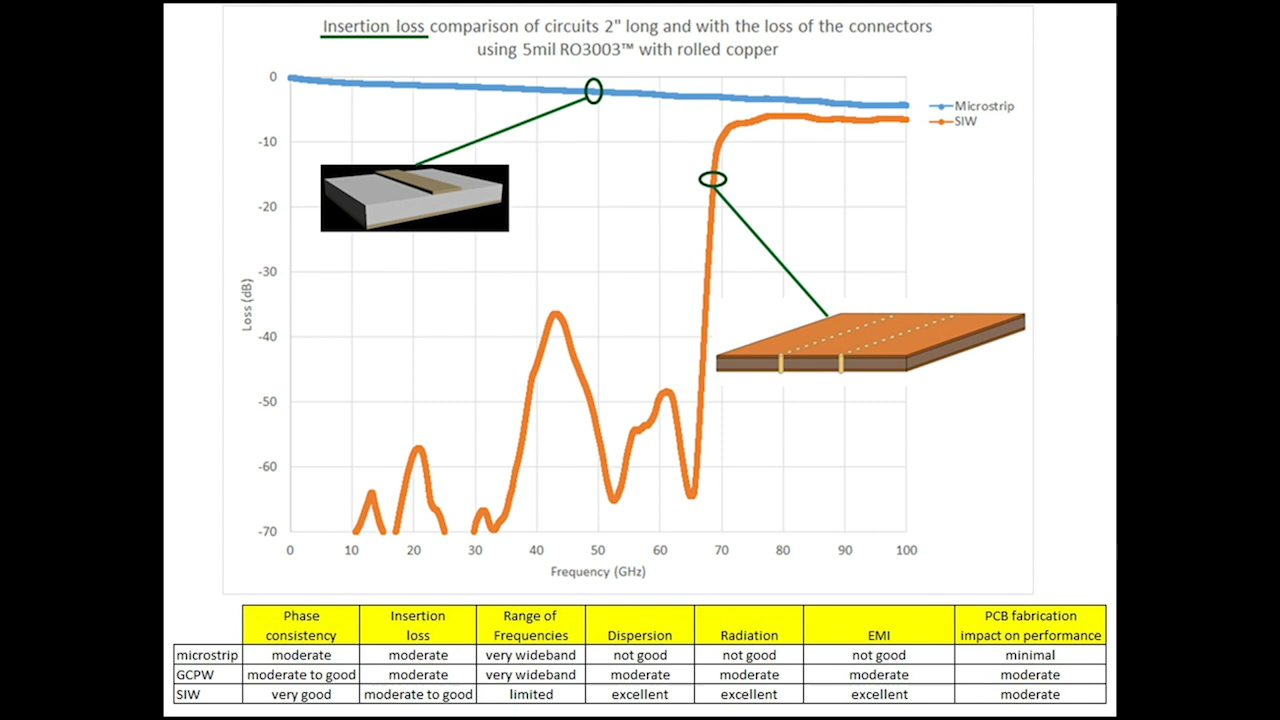 Insertion loss comparison of circuits 2" long and with the loss of the connectors
using 5mil RO3003™ with rolled copper
0
-10
-20
-30
-40
-50
-60
-70
Loss (dB)
Microstrip
SIW
0 10 20 30 40 50 60 70 80 90 100
Frequency (GHz)
Phase consistency Insertion loss Range of Frequencies Dispersion Radiation EMI PCB fabrication impact on performance
microstrip moderate moderate very wideband not good not good not good minimal
GCPW moderate to good moderate very wideband moderate moderate moderate moderate
SIW very good moderate to good limited excellent excellent excellent moderate